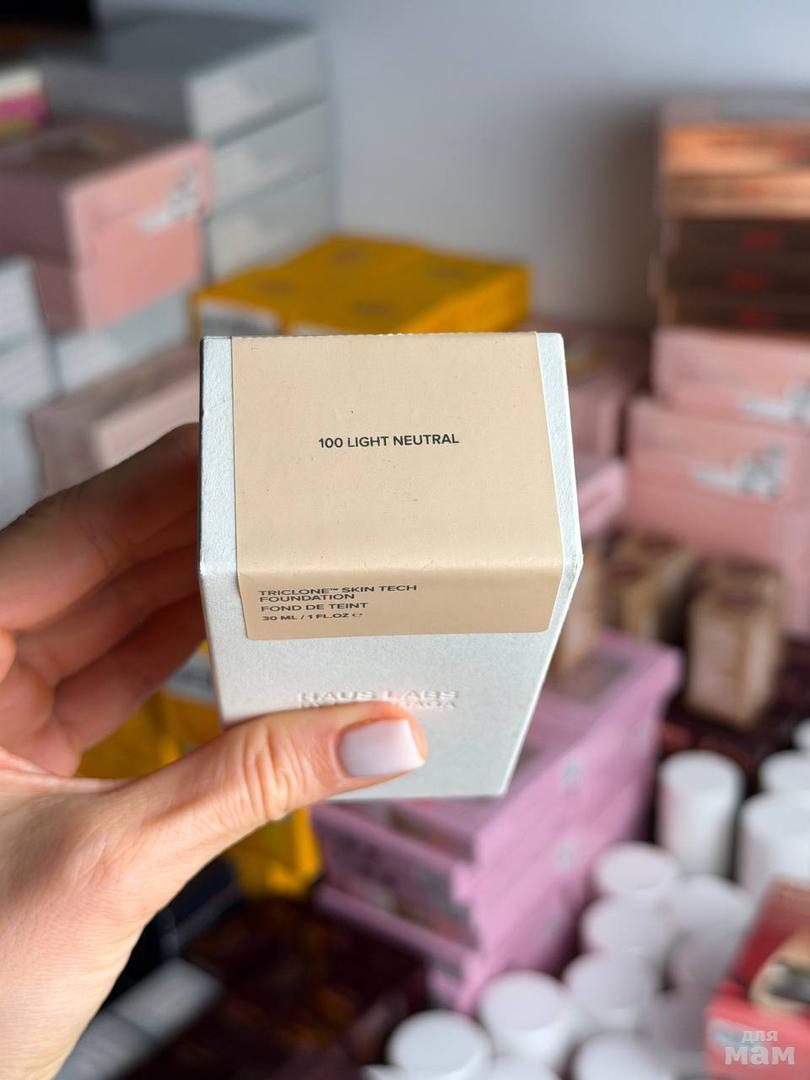 100 LIGHT NEUTRAL
TRICLONE™ SKIN TECH
FOUNDATION
FOND DE TEINT
30 ML / 1 FL.OZ ℮
HAUS LABS
для
мам